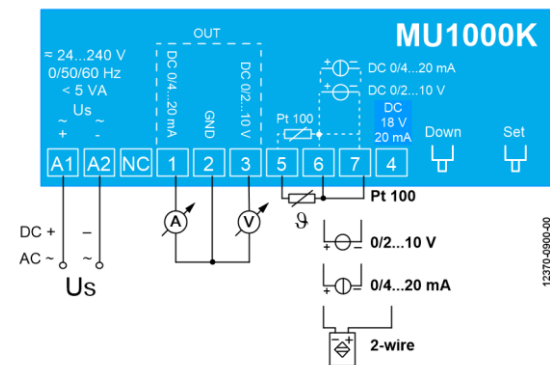 MU1000K
≂ 24...240 V
0/50/60 Hz
< 5 VA
Us
~ ~
+ -
OUT
DC 0/4...20 mA
GND
DC 0/2...10 V
Pt 100
+ =
DC 0/4...20 mA
+ −
DC 0/2...10 V
DC
18 V
20 mA
Down
Set
A1 A2 NC 1 2 3 5 6 7 4
A
V
ϑ
Pt 100
DC + –
AC ~ ~
Us
+ −
0/2...10 V
+ =
0/4...20 mA
- +
2-wire
12370-0900-00